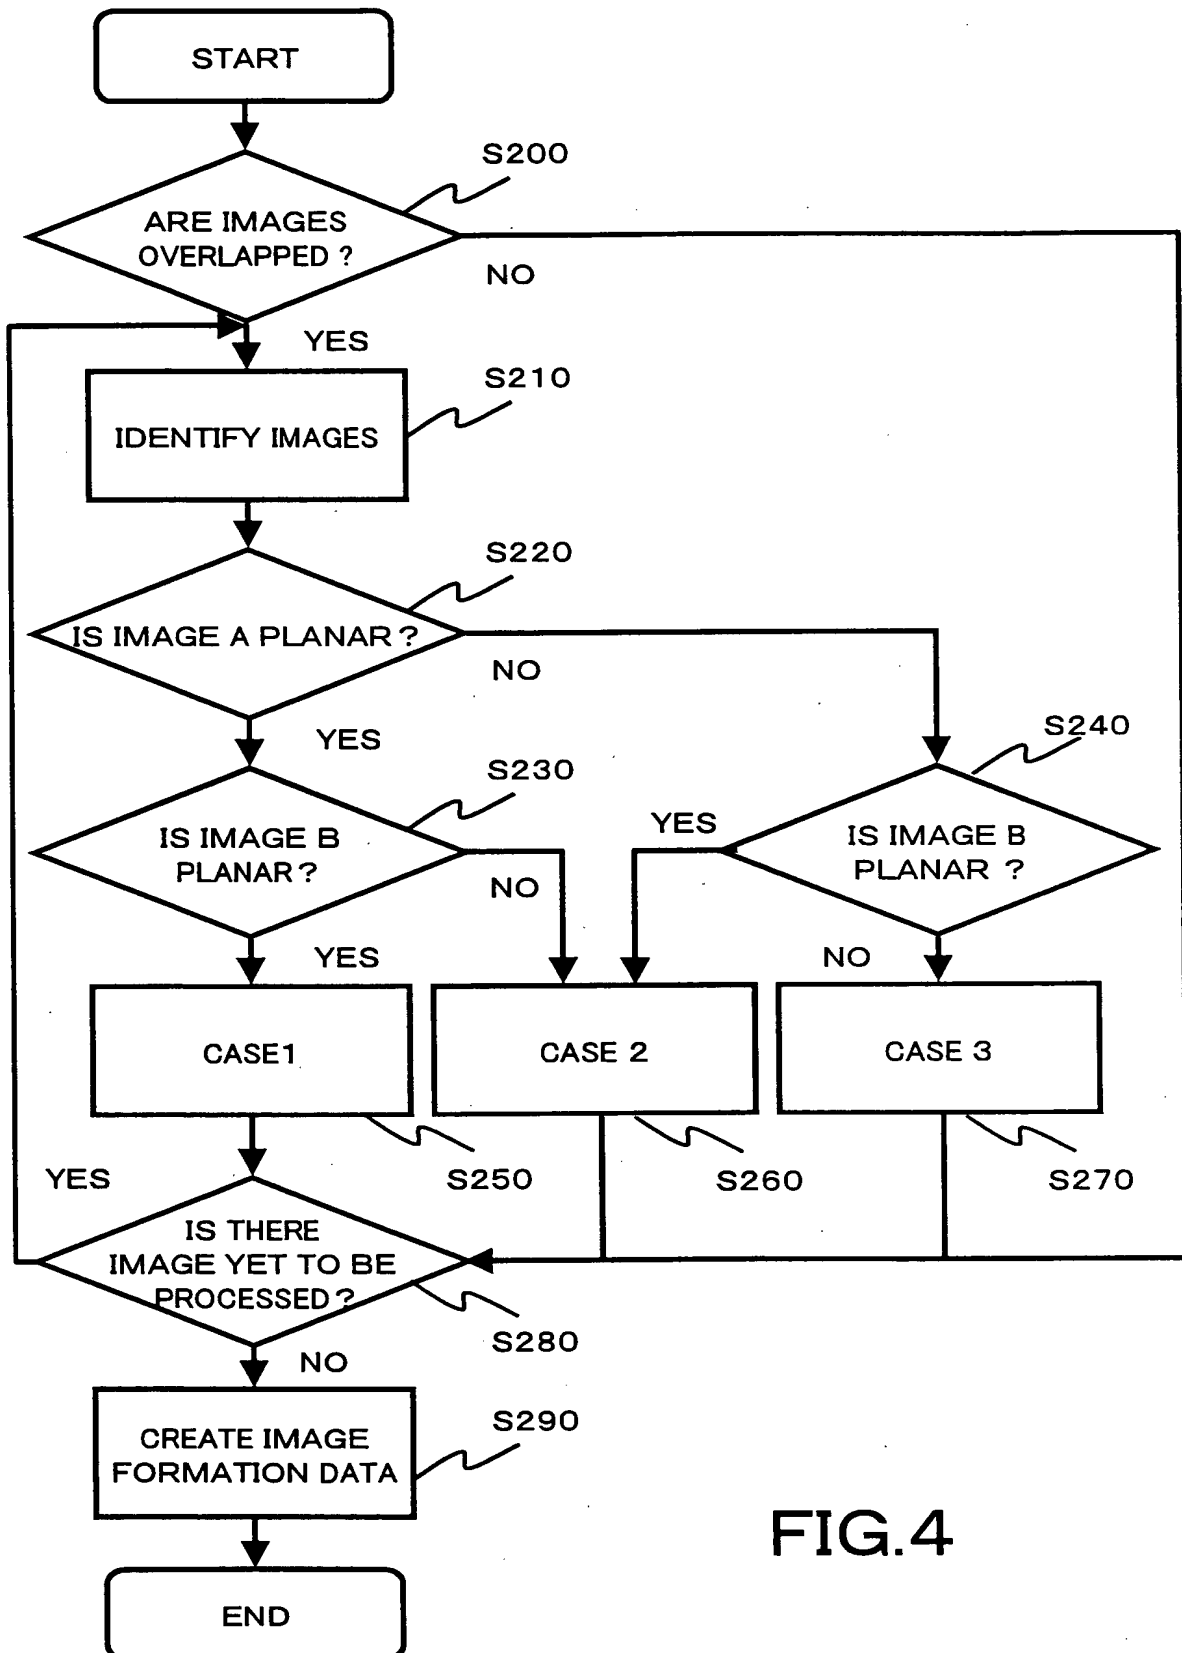 START
S200
ARE IMAGES
OVERLAPPED ?
NO
YES
S210
IDENTIFY IMAGES
S220
IS IMAGE A PLANAR ?
NO
YES
S240
S230
YES
IS IMAGE B
PLANAR ?
IS IMAGE B
PLANAR ?
NO
YES
NO
CASE1
CASE 2
CASE 3
YES
S250
S260
S270
IS THERE
IMAGE YET TO BE
PROCESSED ?
S280
NO
S290
CREATE IMAGE
FORMATION DATA
FIG.4
END